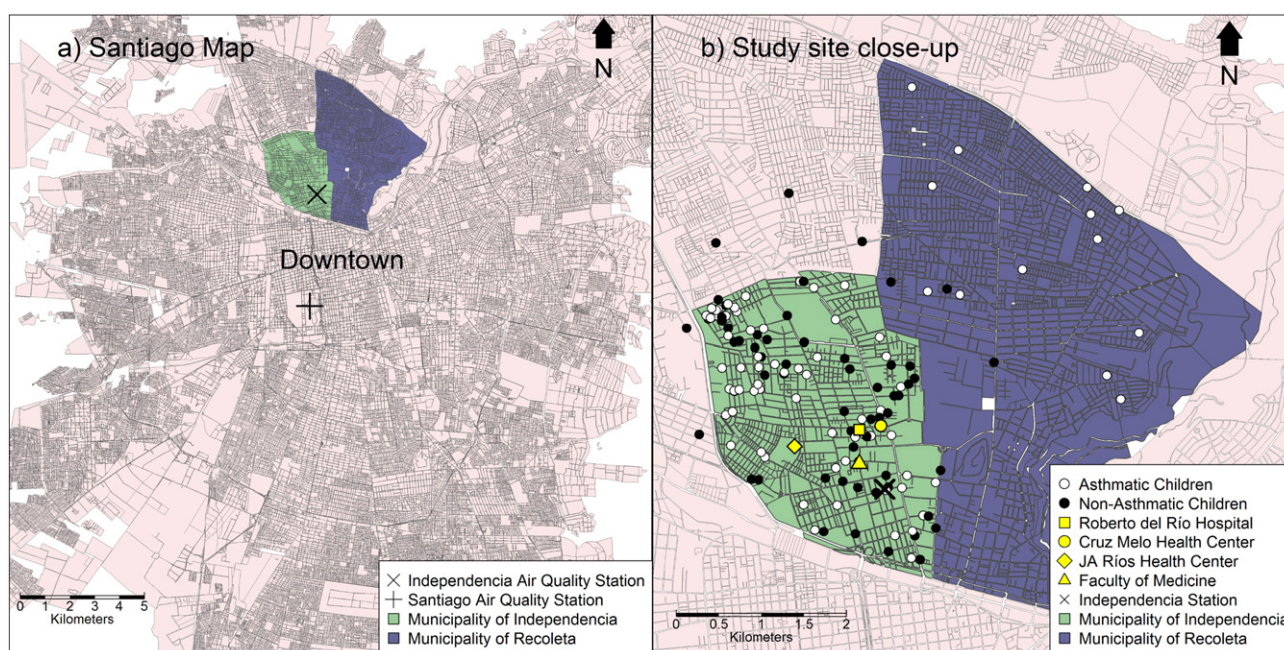 a) Santiago Map
N
Downtown
0 1 2 3 4 5
Kilometers
Independencia Air Quality Station
Santiago Air Quality Station
Municipality of Independencia
Municipality of Recoleta
b) Study site close-up
N
0 0.5 1 2
Kilometers
Asthmatic Children
Non-Asthmatic Children
Roberto del Río Hospital
Cruz Melo Health Center
JA Ríos Health Center
Faculty of Medicine
Independencia Station
Municipality of Independencia
Municipality of Recoleta